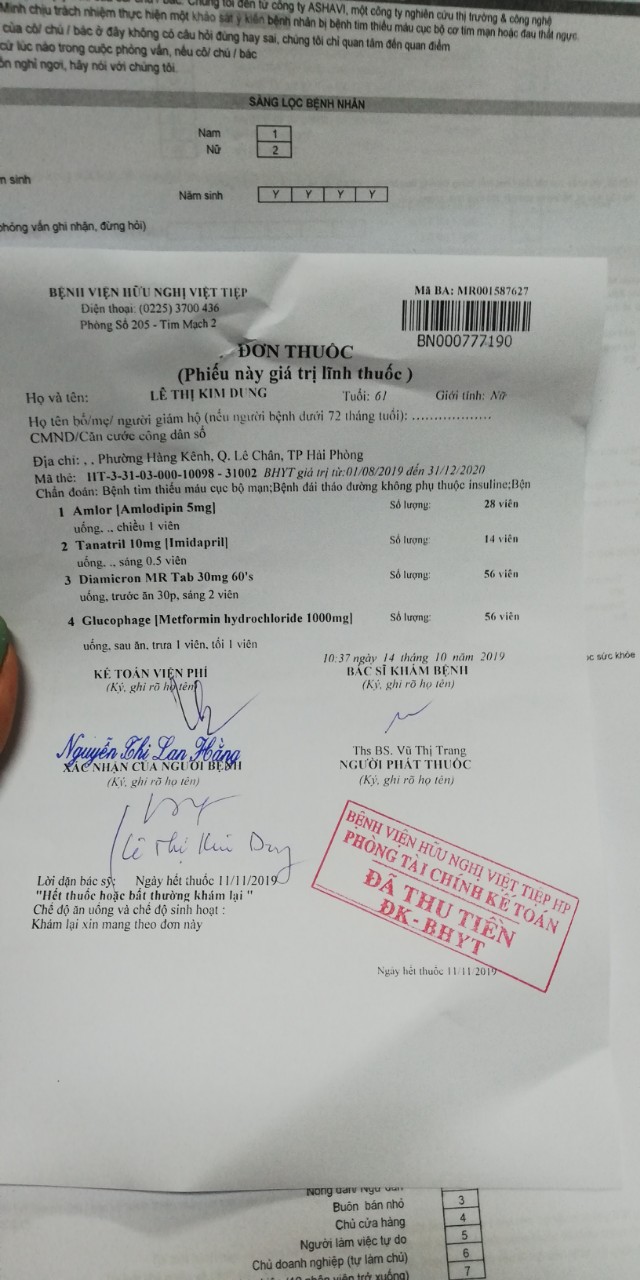 Minh chịu trách nhiệm thực hiện một khảo sát ý kiến bệnh nhân bị bệnh tim thiếu máu cục bộ cơ tim mạn hoặc đau thắt ngực.
của cô/ chú / bác ở đây không có câu hỏi đúng hay sai, chúng tôi chỉ quan tâm đến quan điểm
cứ lúc nào trong cuộc phỏng vấn, nếu cô/ chú / bác
ốn nghỉ ngơi, hãy nói với chúng tôi.
SÀNG LỌC BỆNH NHÂN
Nam 1
Nữ 2
m sinh
Năm sinh Y Y Y Y
phỏng vấn ghi nhận, đừng hỏi)
BỆNH VIỆN HỮU NGHỊ VIỆT TIỆP
Mã BA: MR001587627
Điện thoại: (0225) 3700 436
Phòng Số 205 - Tim Mạch 2
BN000777190
ĐƠN THUỐC
(Phiếu này giá trị lĩnh thuốc )
Họ và tên: LÊ THỊ KIM DUNG Tuổi: 61 Giới tính: Nữ
Họ tên bố/mẹ/ người giám hộ (nếu người bệnh dưới 72 tháng tuổi): ..................
CMND/Căn cước công dân số
Địa chỉ: , . Phường Hàng Kênh, Q. Lê Chân, TP Hải Phòng
Mã thẻ: HT-3-31-03-000-10098 - 31002 BHYT giá trị từ:01/08/2019 đến 31/12/2020
Chẩn đoán: Bệnh tim thiếu máu cục bộ mạn;Bệnh đái tháo đường không phụ thuộc insuline;Bện
1 Amlor [Amlodipin 5mg] Số lượng: 28 viên
uống, ., chiều 1 viên
2 Tanatril 10mg [Imidapril] Số lượng: 14 viên
uống, ., sáng 0.5 viên
3 Diamicron MR Tab 30mg 60's Số lượng: 56 viên
uống, trước ăn 30p, sáng 2 viên
4 Glucophage [Metformin hydrochloride 1000mg] Số lượng: 56 viên
uống, sau ăn, trưa 1 viên, tối 1 viên
10:37 ngày 14 tháng 10 năm 2019
ọc sức khỏe
KẾ TOÁN VIỆN PHÍ BÁC SĨ KHÁM BỆNH
(Ký, ghi rõ họ tên) (Ký, ghi rõ họ tên)
Nguyễn Thị Lan Hằng
Ths BS. Vũ Thị Trang
XÁC NHẬN CỦA NGƯỜI BỆNH NGƯỜI PHÁT THUỐC
(Ký, ghi rõ họ tên) (Ký, ghi rõ họ tên)
Lê Thị Kim Dung
BỆNH VIỆN HỮU NGHỊ VIỆT TIỆP HP
PHÒNG TÀI CHÍNH KẾ TOÁN
ĐÃ THU TIỀN
ĐK-BHYT
Lời dặn bác sỹ: Ngày hết thuốc 11/11/2019
"Hết thuốc hoặc bất thường khám lại "
Chế độ ăn uống và chế độ sinh hoạt :
Khám lại xin mang theo đơn này
Ngày hết thuốc 11/11/2019
Buôn bán nhỏ 3
Chủ cửa hàng 4
Người làm việc tự do 5
Chủ doanh nghiệp (tự làm chủ) 6
7